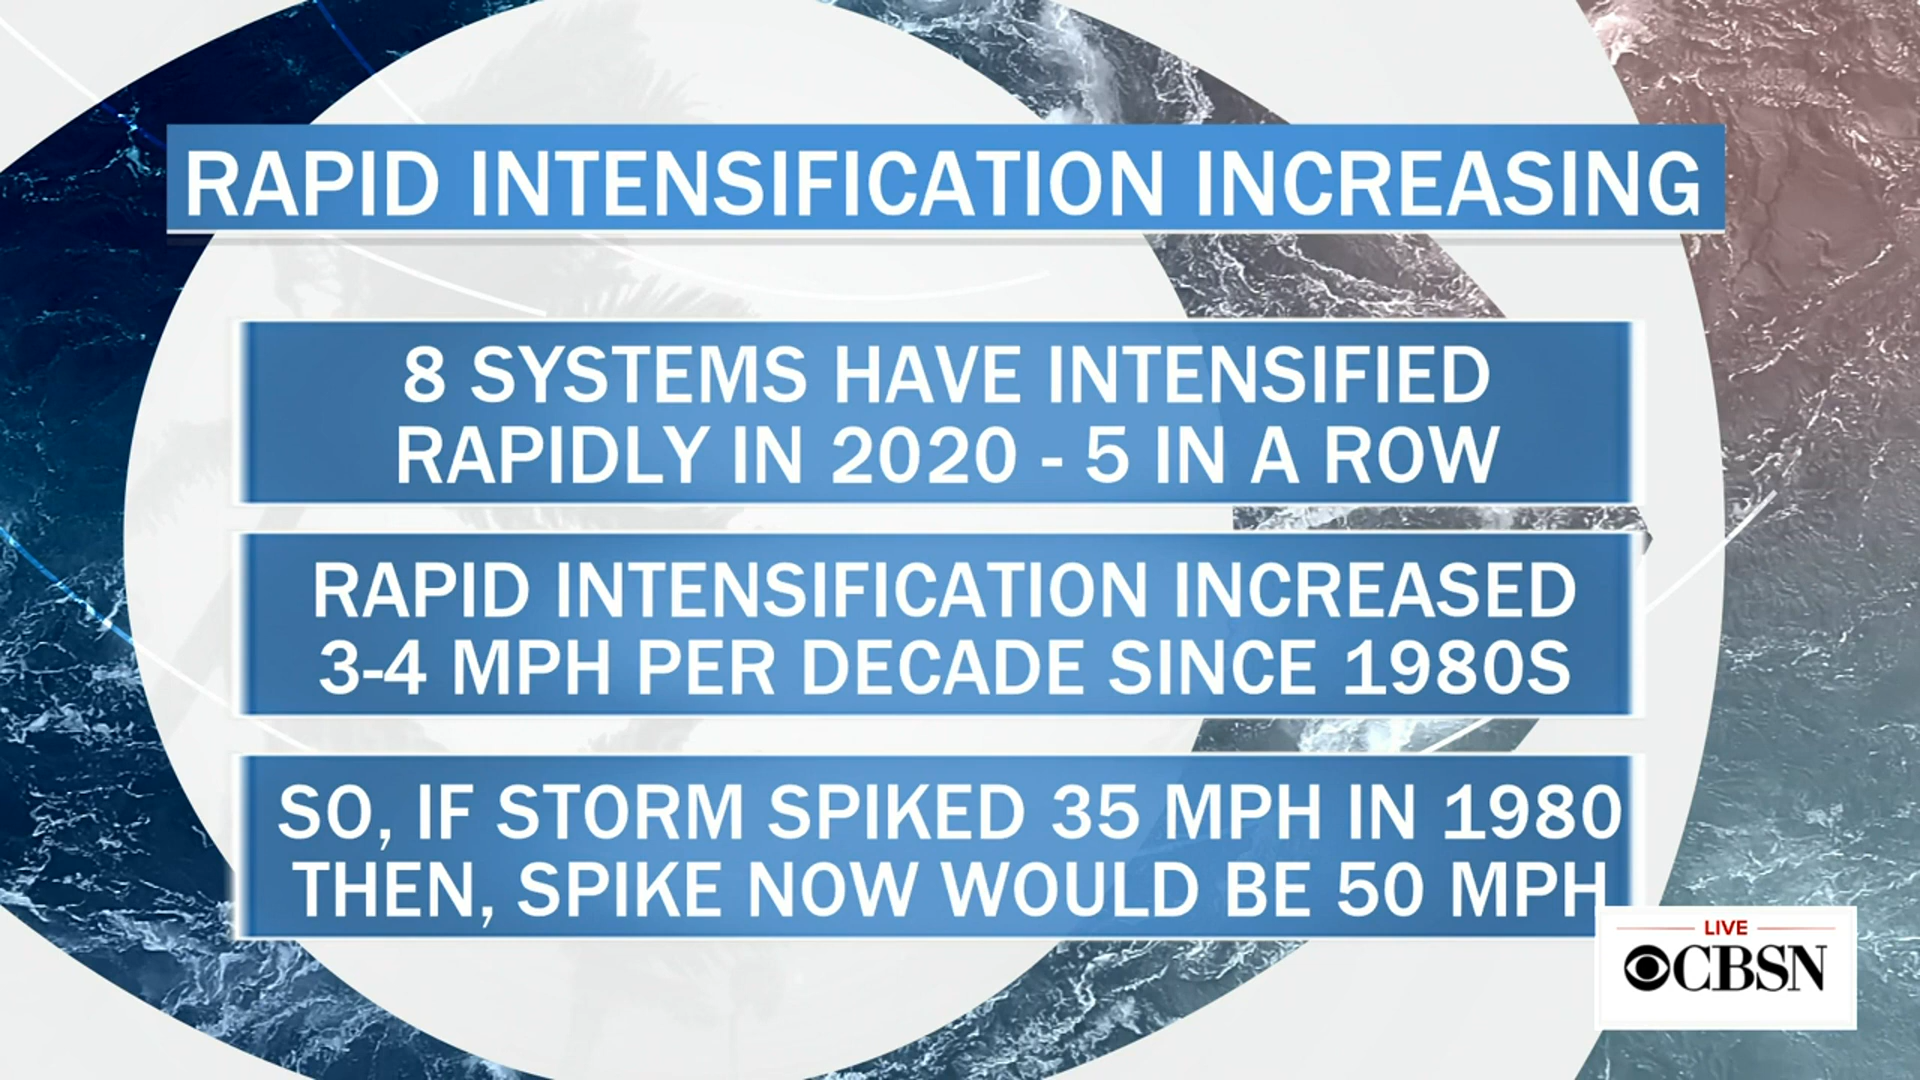 RAPID INTENSIFICATION INCREASING
8 SYSTEMS HAVE INTENSIFIED
RAPIDLY IN 2020 - 5 IN A ROW
RAPID INTENSIFICATION INCREASED
3-4 MPH PER DECADE SINCE 1980S
SO, IF STORM SPIKED 35 MPH IN 1980
THEN, SPIKE NOW WOULD BE 50 MPH
LIVE
CBSN